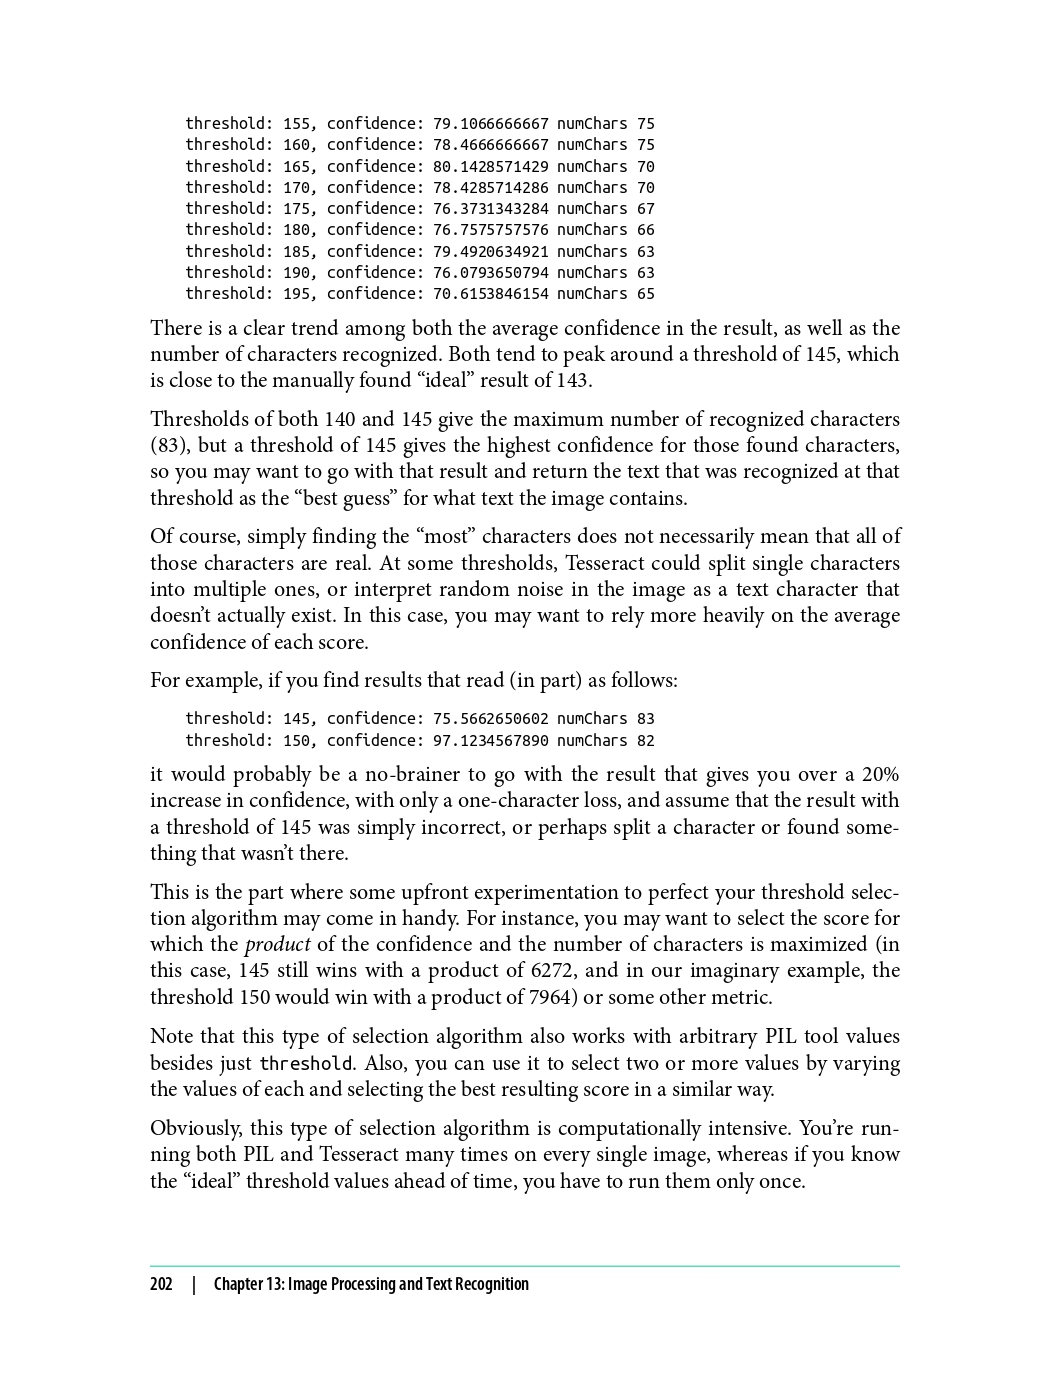 threshold: 155, confidence: 79.1066666667 numChars 75
threshold: 160, confidence: 78.4666666667 numChars 75
threshold: 165, confidence: 80.1428571429 numChars 70
threshold: 170, confidence: 78.4285714286 numChars 70
threshold: 175, confidence: 76.3731343284 numChars 67
threshold: 180, confidence: 76.7575757576 numChars 66
threshold: 185, confidence: 79.4920634921 numChars 63
threshold: 190, confidence: 76.0793650794 numChars 63
threshold: 195, confidence: 70.6153846154 numChars 65
There is a clear trend among both the average confidence in the result, as well as the
number of characters recognized. Both tend to peak around a threshold of 145, which
is close to the manually found “ideal” result of 143.
Thresholds of both 140 and 145 give the maximum number of recognized characters
(83), but a threshold of 145 gives the highest confidence for those found characters,
so you may want to go with that result and return the text that was recognized at that
threshold as the “best guess” for what text the image contains.
Of course, simply finding the “most” characters does not necessarily mean that all of
those characters are real. At some thresholds, Tesseract could split single characters
into multiple ones, or interpret random noise in the image as a text character that
doesn’t actually exist. In this case, you may want to rely more heavily on the average
confidence of each score.
For example, if you find results that read (in part) as follows:
threshold: 145, confidence: 75.5662650602 numChars 83
threshold: 150, confidence: 97.1234567890 numChars 82
it would probably be a no-brainer to go with the result that gives you over a 20%
increase in confidence, with only a one-character loss, and assume that the result with
a threshold of 145 was simply incorrect, or perhaps split a character or found some-
thing that wasn’t there.
This is the part where some upfront experimentation to perfect your threshold selec-
tion algorithm may come in handy. For instance, you may want to select the score for
which the product of the confidence and the number of characters is maximized (in
this case, 145 still wins with a product of 6272, and in our imaginary example, the
threshold 150 would win with a product of 7964) or some other metric.
Note that this type of selection algorithm also works with arbitrary PIL tool values
besides just threshold. Also, you can use it to select two or more values by varying
the values of each and selecting the best resulting score in a similar way.
Obviously, this type of selection algorithm is computationally intensive. You’re run-
ning both PIL and Tesseract many times on every single image, whereas if you know
the “ideal” threshold values ahead of time, you have to run them only once.
202 | Chapter 13: Image Processing and Text Recognition